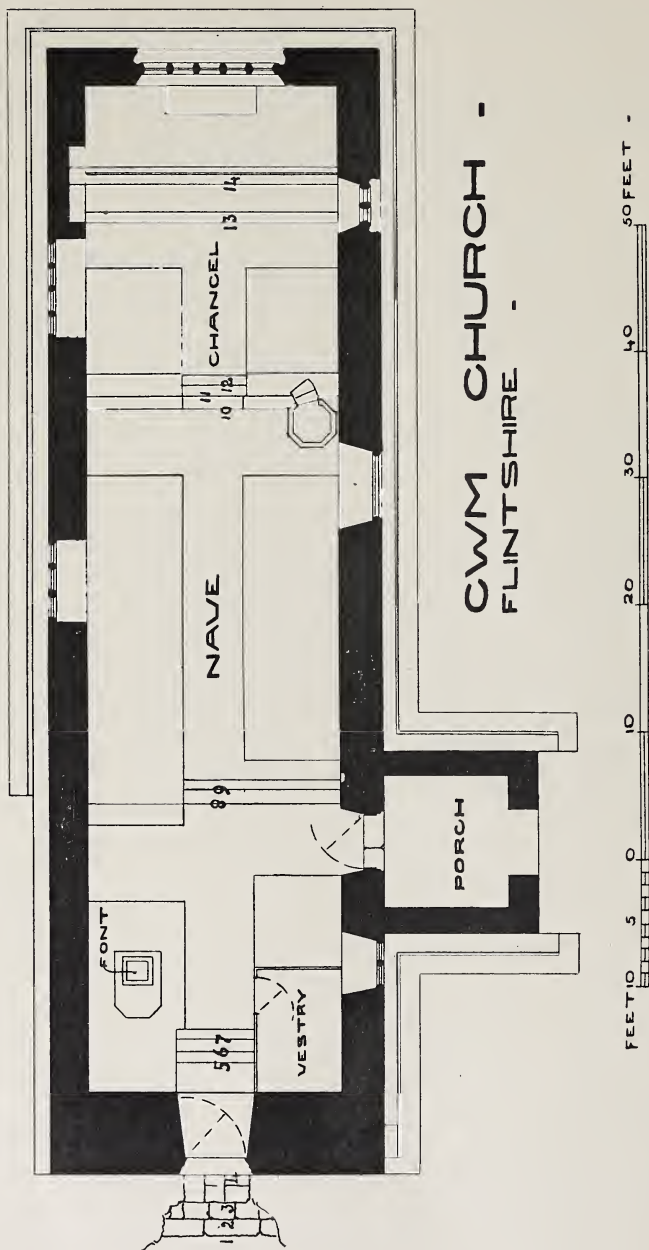 CWM CHURCH -
FLINTSHIRE -
FONT
NAVE
CHANCEL
VESTRY
PORCH
1 2 3 4
5 6 7
8 9
10 11 12
13 14
FEET 10 5 0 10 20 30 40 50 FEET -